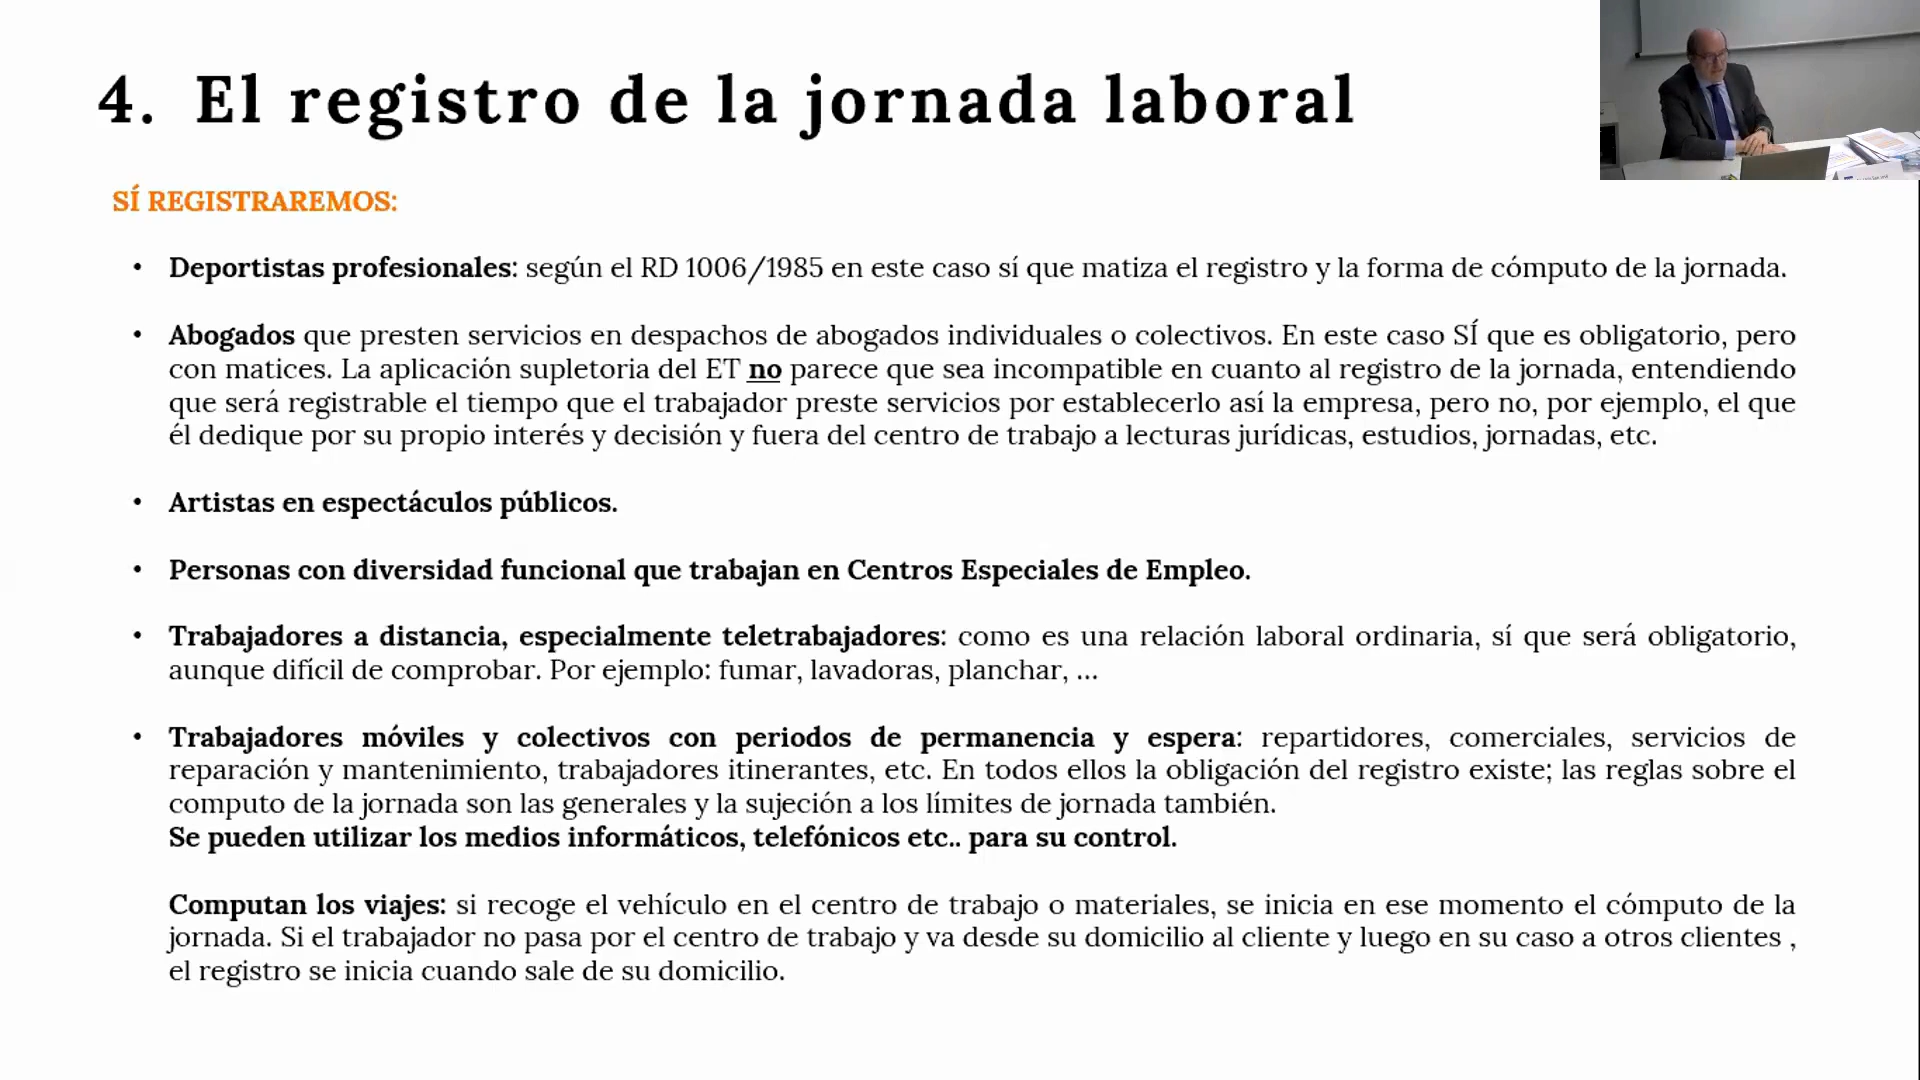 4. El registro de la jornada laboral
SÍ REGISTRAREMOS:
• Deportistas profesionales: según el RD 1006/1985 en este caso sí que matiza el registro y la forma de cómputo de la jornada.
• Abogados que presten servicios en despachos de abogados individuales o colectivos. En este caso SÍ que es obligatorio, pero
con matices. La aplicación supletoria del ET no parece que sea incompatible en cuanto al registro de la jornada, entendiendo
que será registrable el tiempo que el trabajador preste servicios por establecerlo así la empresa, pero no, por ejemplo, el que
él dedique por su propio interés y decisión y fuera del centro de trabajo a lecturas jurídicas, estudios, jornadas, etc.
• Artistas en espectáculos públicos.
• Personas con diversidad funcional que trabajan en Centros Especiales de Empleo.
• Trabajadores a distancia, especialmente teletrabajadores: como es una relación laboral ordinaria, sí que será obligatorio,
aunque difícil de comprobar. Por ejemplo: fumar, lavadoras, planchar, ...
• Trabajadores móviles y colectivos con periodos de permanencia y espera: repartidores, comerciales, servicios de
reparación y mantenimiento, trabajadores itinerantes, etc. En todos ellos la obligación del registro existe; las reglas sobre el
computo de la jornada son las generales y la sujeción a los límites de jornada también.
Se pueden utilizar los medios informáticos, telefónicos etc.. para su control.
Computan los viajes: si recoge el vehículo en el centro de trabajo o materiales, se inicia en ese momento el cómputo de la
jornada. Si el trabajador no pasa por el centro de trabajo y va desde su domicilio al cliente y luego en su caso a otros clientes ,
el registro se inicia cuando sale de su domicilio.